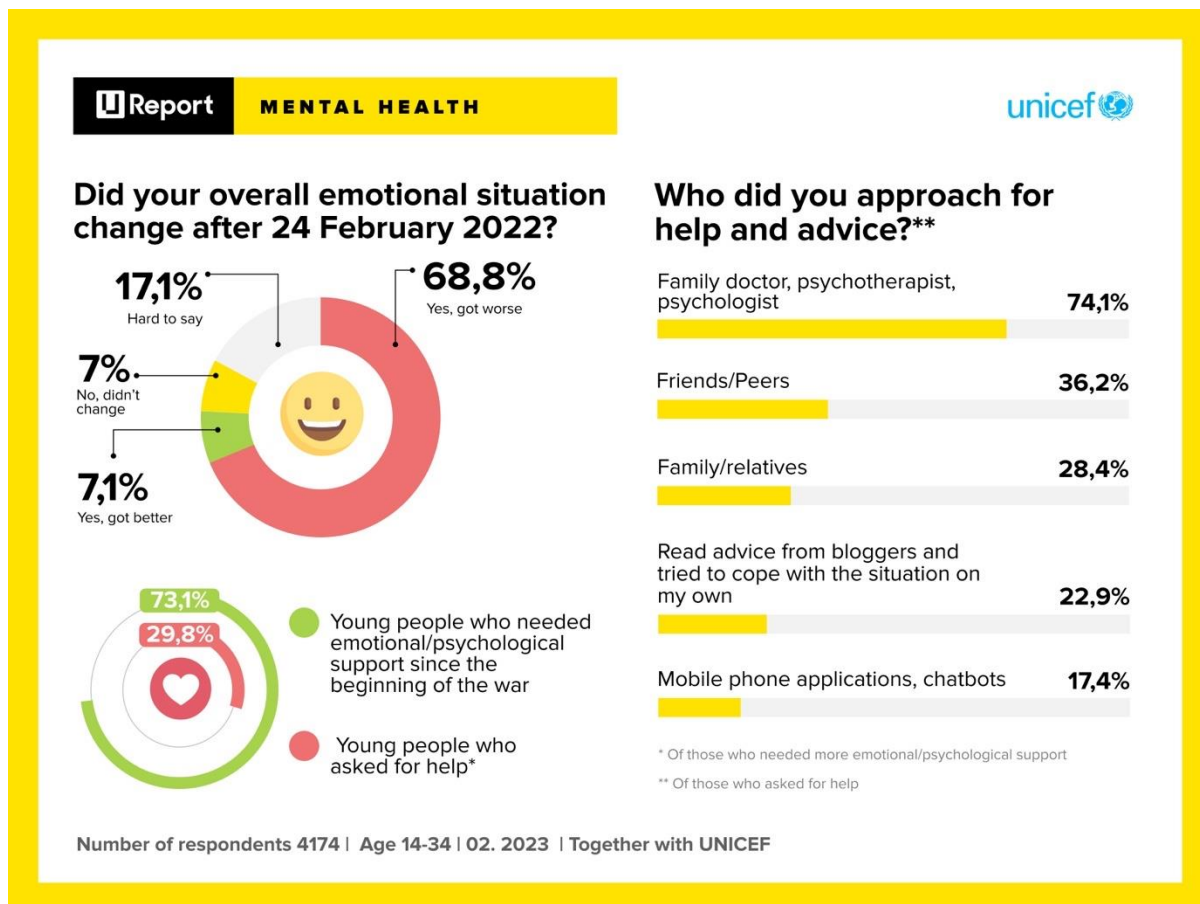 U Report
MENTAL HEALTH
unicef
Did your overall emotional situation
change after 24 February 2022?
17,1%
Hard to say
68,8%
Yes, got worse
7%
No, didn't
change
7,1%
Yes, got better
73,1%
29,8%
Young people who needed
emotional/psychological
support since the
beginning of the war
Young people who
asked for help*
Who did you approach for
help and advice?**
Family doctor, psychotherapist,
psychologist
74,1%
Friends/Peers
36,2%
Family/relatives
28,4%
Read advice from bloggers and
tried to cope with the situation on
my own
22,9%
Mobile phone applications, chatbots
17,4%
* Of those who needed more emotional/psychological support
** Of those who asked for help
Number of respondents 4174 | Age 14-34 | 02. 2023 | Together with UNICEF